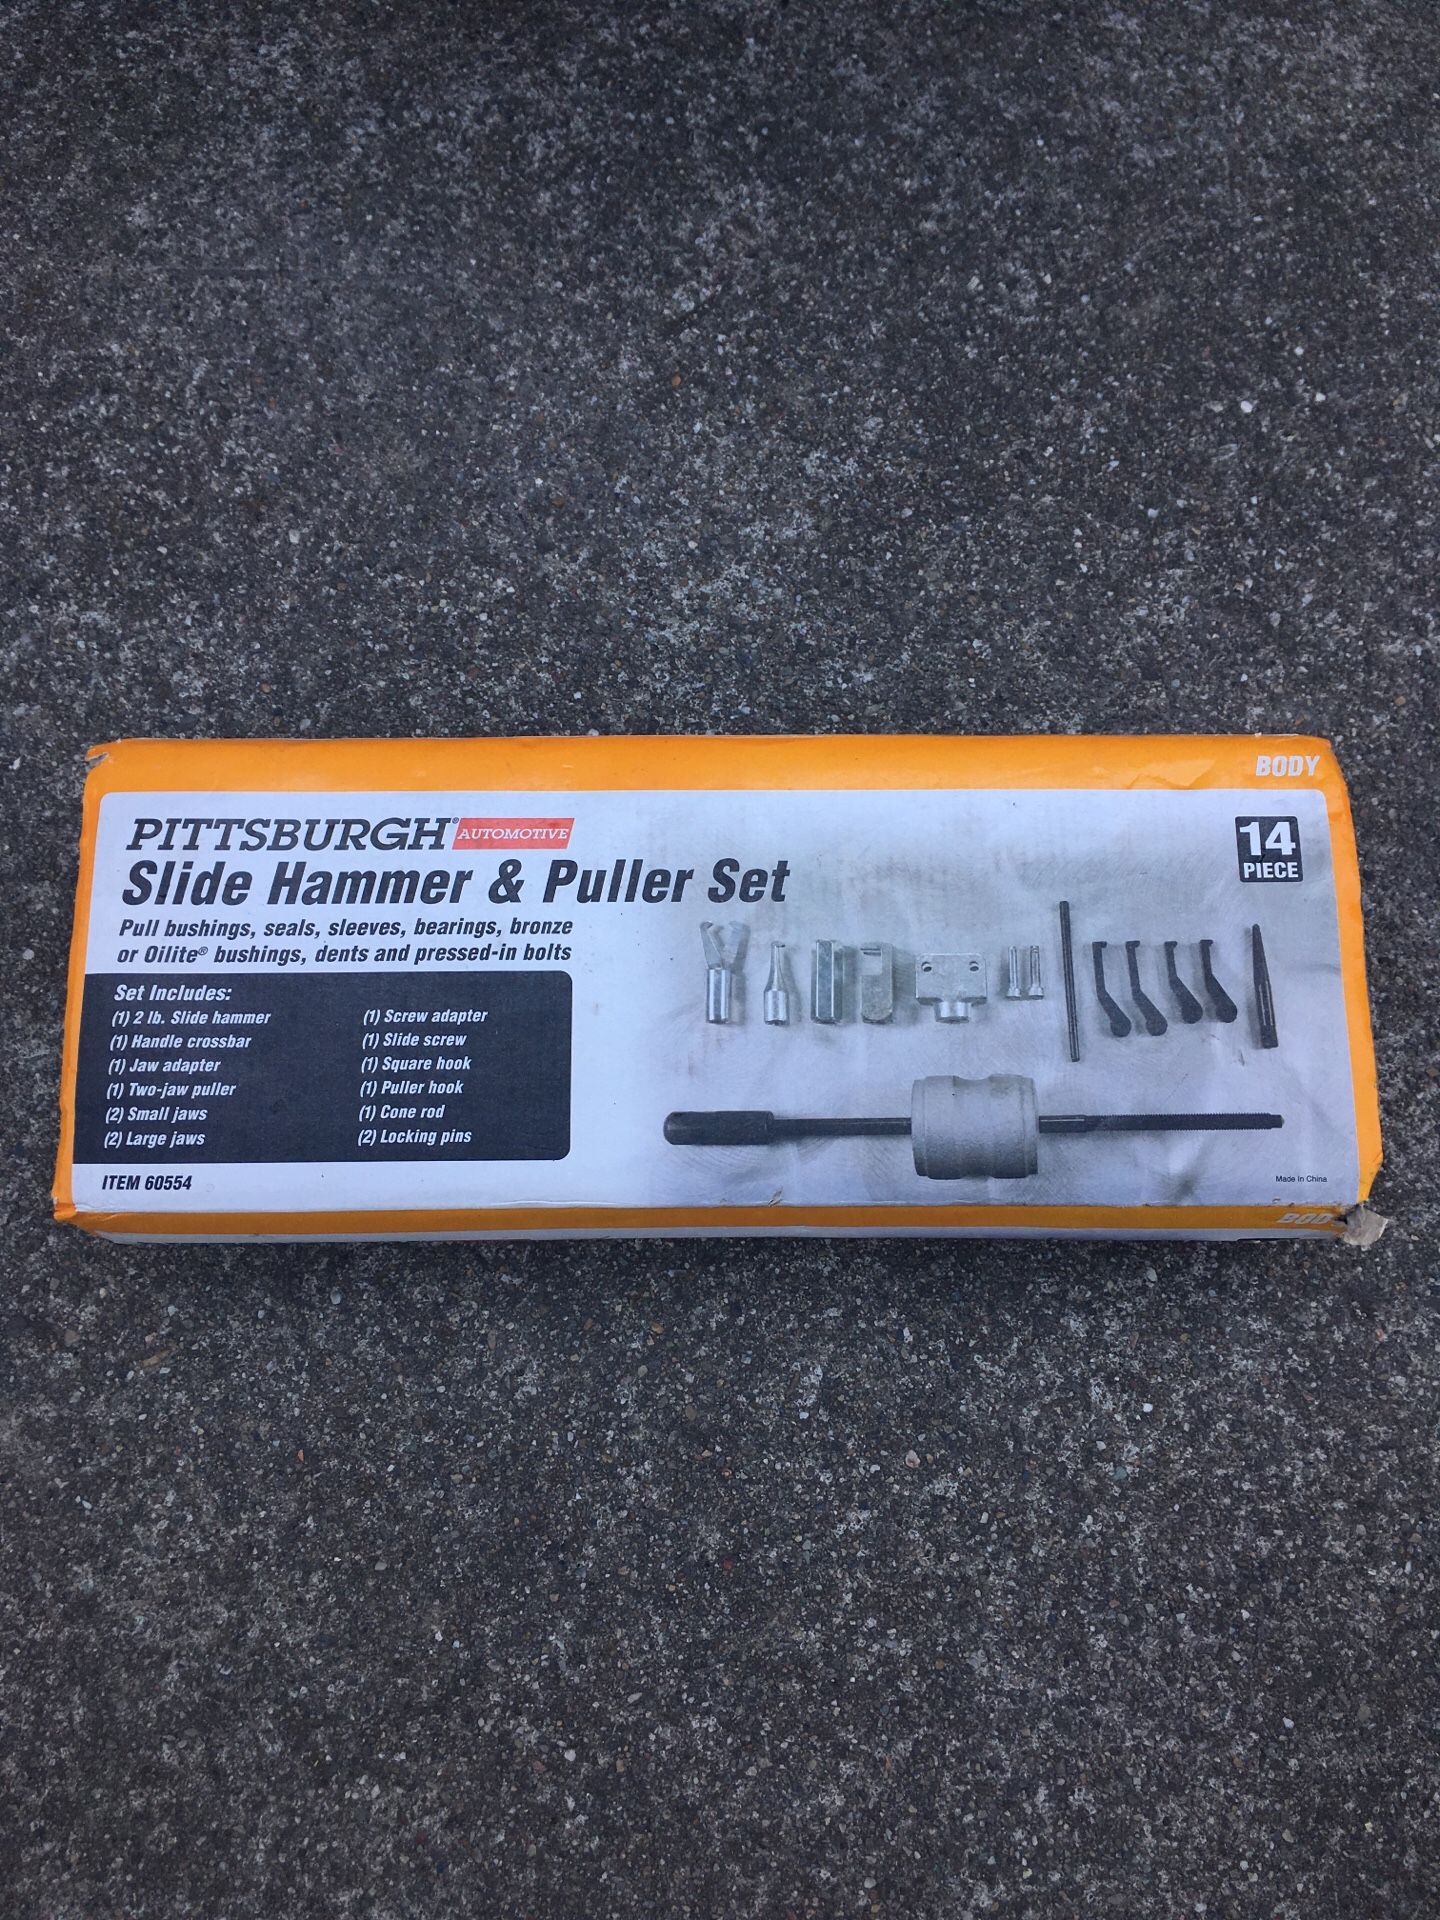 BODY
PITTSBURGH® AUTOMOTIVE
Slide Hammer & Puller Set
14
PIECE
Pull bushings, seals, sleeves, bearings, bronze
or Oilite® bushings, dents and pressed-in bolts
Set Includes:
(1) 2 lb. Slide hammer
(1) Handle crossbar
(1) Jaw adapter
(1) Two-jaw puller
(2) Small jaws
(2) Large jaws
(1) Screw adapter
(1) Slide screw
(1) Square hook
(1) Puller hook
(1) Cone rod
(2) Locking pins
ITEM 60554
Made in China
BOD